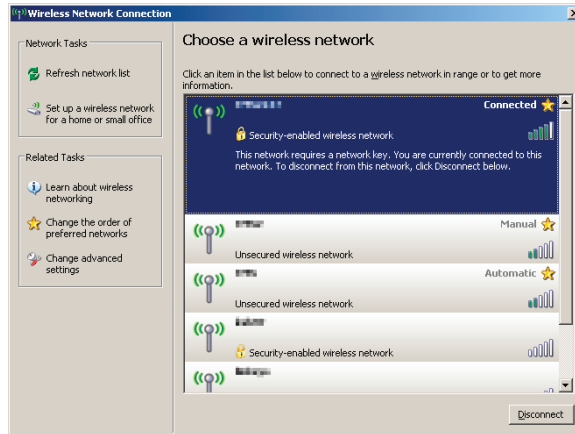 Wireless Network Connection
Network Tasks
Refresh network list
Set up a wireless network
for a home or small office
Related Tasks
Learn about wireless
networking
Change the order of
preferred networks
Change advanced
settings
Choose a wireless network
Click an item in the list below to connect to a wireless network in range or to get more
information.
Connected
Security-enabled wireless network
This network requires a network key. You are currently connected to this
network. To disconnect from this network, click Disconnect below.
Manual
Unsecured wireless network
Automatic
Unsecured wireless network
Security-enabled wireless network
Disconnect